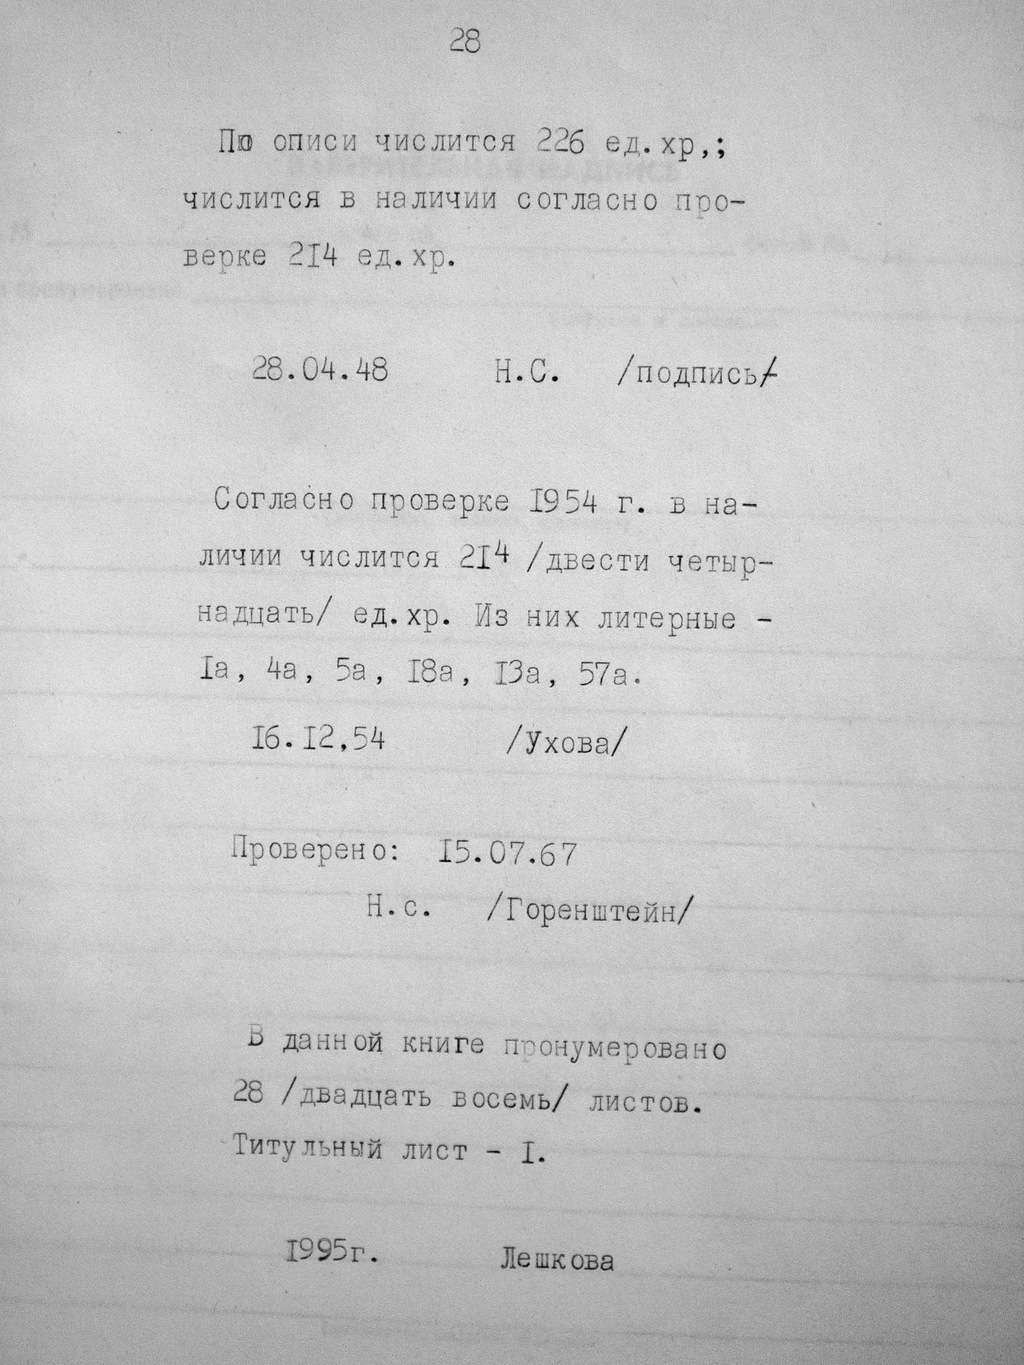 28
По описи числится 226 ед.хр,;
числится в наличии согласно про-
верке 214 ед.хр.
28.04.48 Н.С. /подпись/
Согласно проверке 1954 г. в на-
личии числится 214 /двести четыр-
надцать/ ед.хр. Из них литерные -
1а, 4а, 5а, 18а, 13а, 57а.
16.12,54 /Ухова/
Проверено: 15.07.67
Н.с. /Горенштейн/
В данной книге пронумеровано
28 /двадцать восемь/ листов.
Титульный лист - 1.
1995г. Лешкова